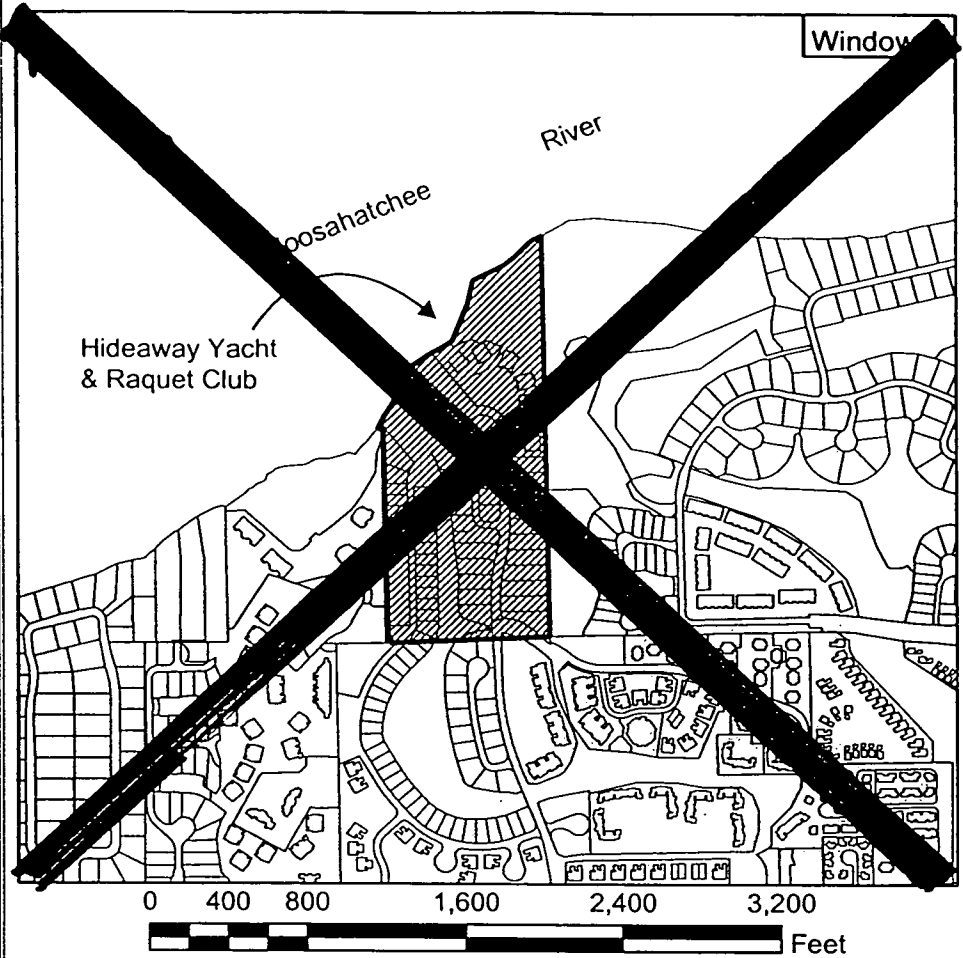 Window
River
oosahatchee
Hideaway Yacht
& Raquet Club
0 400 800 1,600 2,400 3,200
Feet